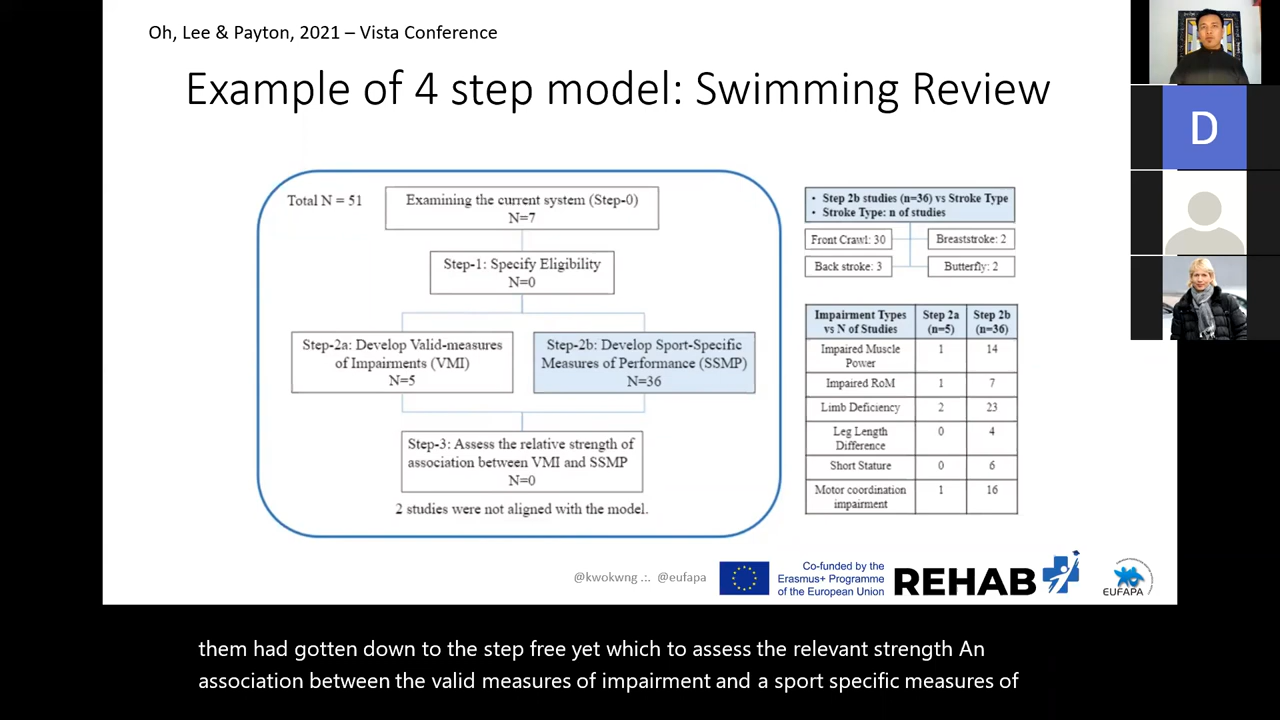 Oh, Lee & Payton, 2021 – Vista Conference
Example of 4 step model: Swimming Review
Total N = 51
Examining the current system (Step-0)
N=7
Step-1: Specify Eligibility
N=0
Step-2a: Develop Valid-measures
of Impairments (VMI)
N=5
Step-2b: Develop Sport-Specific
Measures of Performance (SSMP)
N=36
Step-3: Assess the relative strength of
association between VMI and SSMP
N=0
2 studies were not aligned with the model.
• Step 2b studies (n=36) vs Stroke Type
• Stroke Type: n of studies
Front Crawl: 30
Breaststroke: 2
Back stroke: 3
Butterfly: 2
Impairment Types Step 2a Step 2b
vs N of Studies (n=5) (n=36)
Impaired Muscle
Power 1 14
Impaired RoM 1 7
Limb Deficiency 2 23
Leg Length
Difference 0 4
Short Stature 0 6
Motor coordination
impairment 1 16
@kwokwng .:. @eufapa
Co-funded by the
Erasmus+ Programme
of the European Union
REHAB
EUFAPA
D
them had gotten down to the step free yet which to assess the relevant strength An
association between the valid measures of impairment and a sport specific measures of